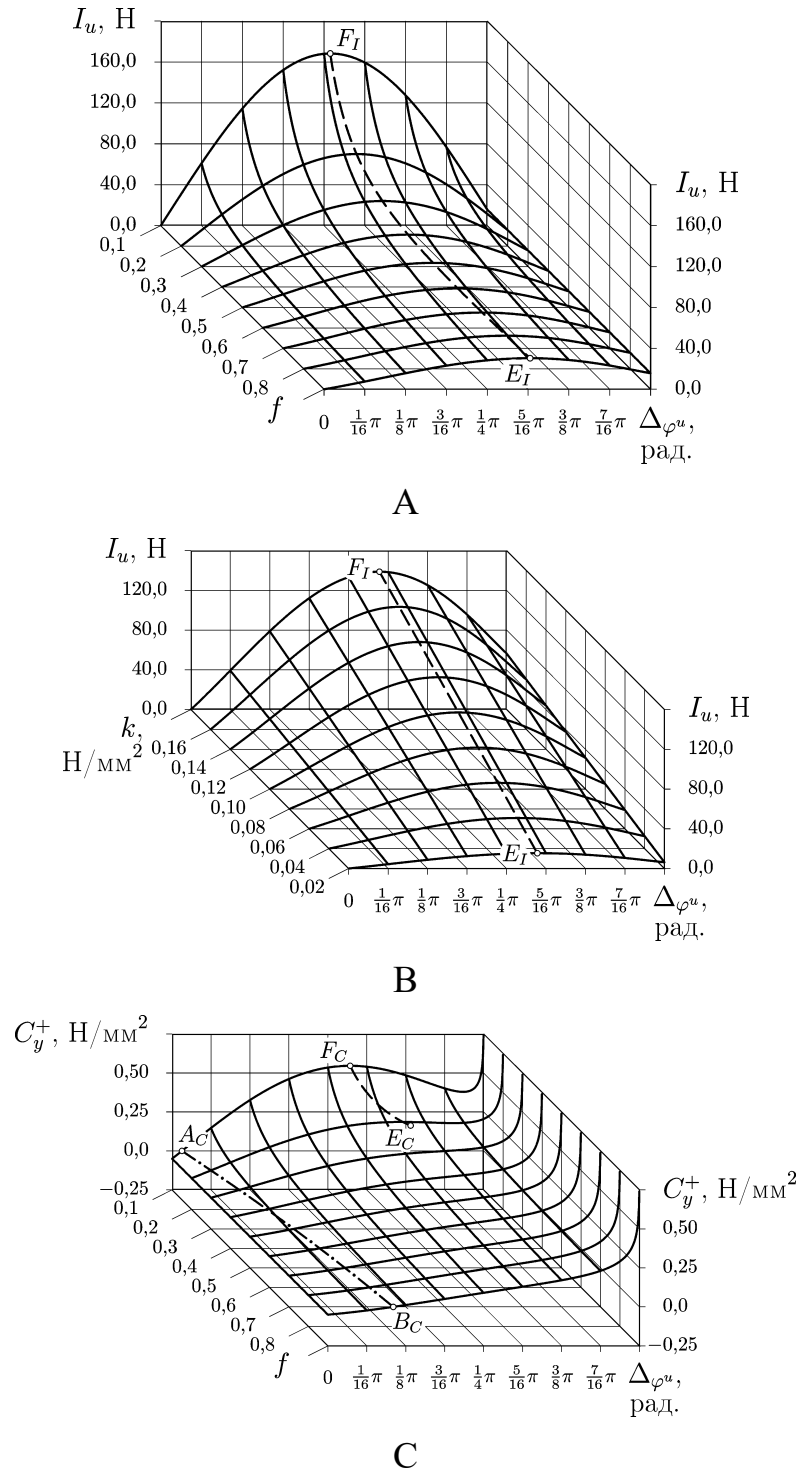 I_u, Н
F_I
160,0
120,0
80,0
40,0
0,0
0,1
0,2
0,3
0,4
0,5
0,6
0,7
0,8
f
I_u, Н
160,0
120,0
80,0
40,0
0,0
E_I
0 1/16π 1/8π 3/16π 1/4π 5/16π 3/8π 7/16π Δ_φ^u,
рад.
A
I_u, Н
F_I
120,0
80,0
40,0
0,0
k,
Н/мм²
0,16
0,14
0,12
0,10
0,08
0,06
0,04
0,02
I_u, Н
120,0
80,0
40,0
0,0
E_I
0 1/16π 1/8π 3/16π 1/4π 5/16π 3/8π 7/16π Δ_φ^u,
рад.
B
C_y^+, Н/мм²
F_C
0,50
0,25
A_C
0,0
E_C
−0,25
0,1
0,2
0,3
0,4
0,5
0,6
0,7
0,8
f
C_y^+, Н/мм²
0,50
0,25
0,0
−0,25
B_C
0 1/16π 1/8π 3/16π 1/4π 5/16π 3/8π 7/16π Δ_φ^u,
рад.
C